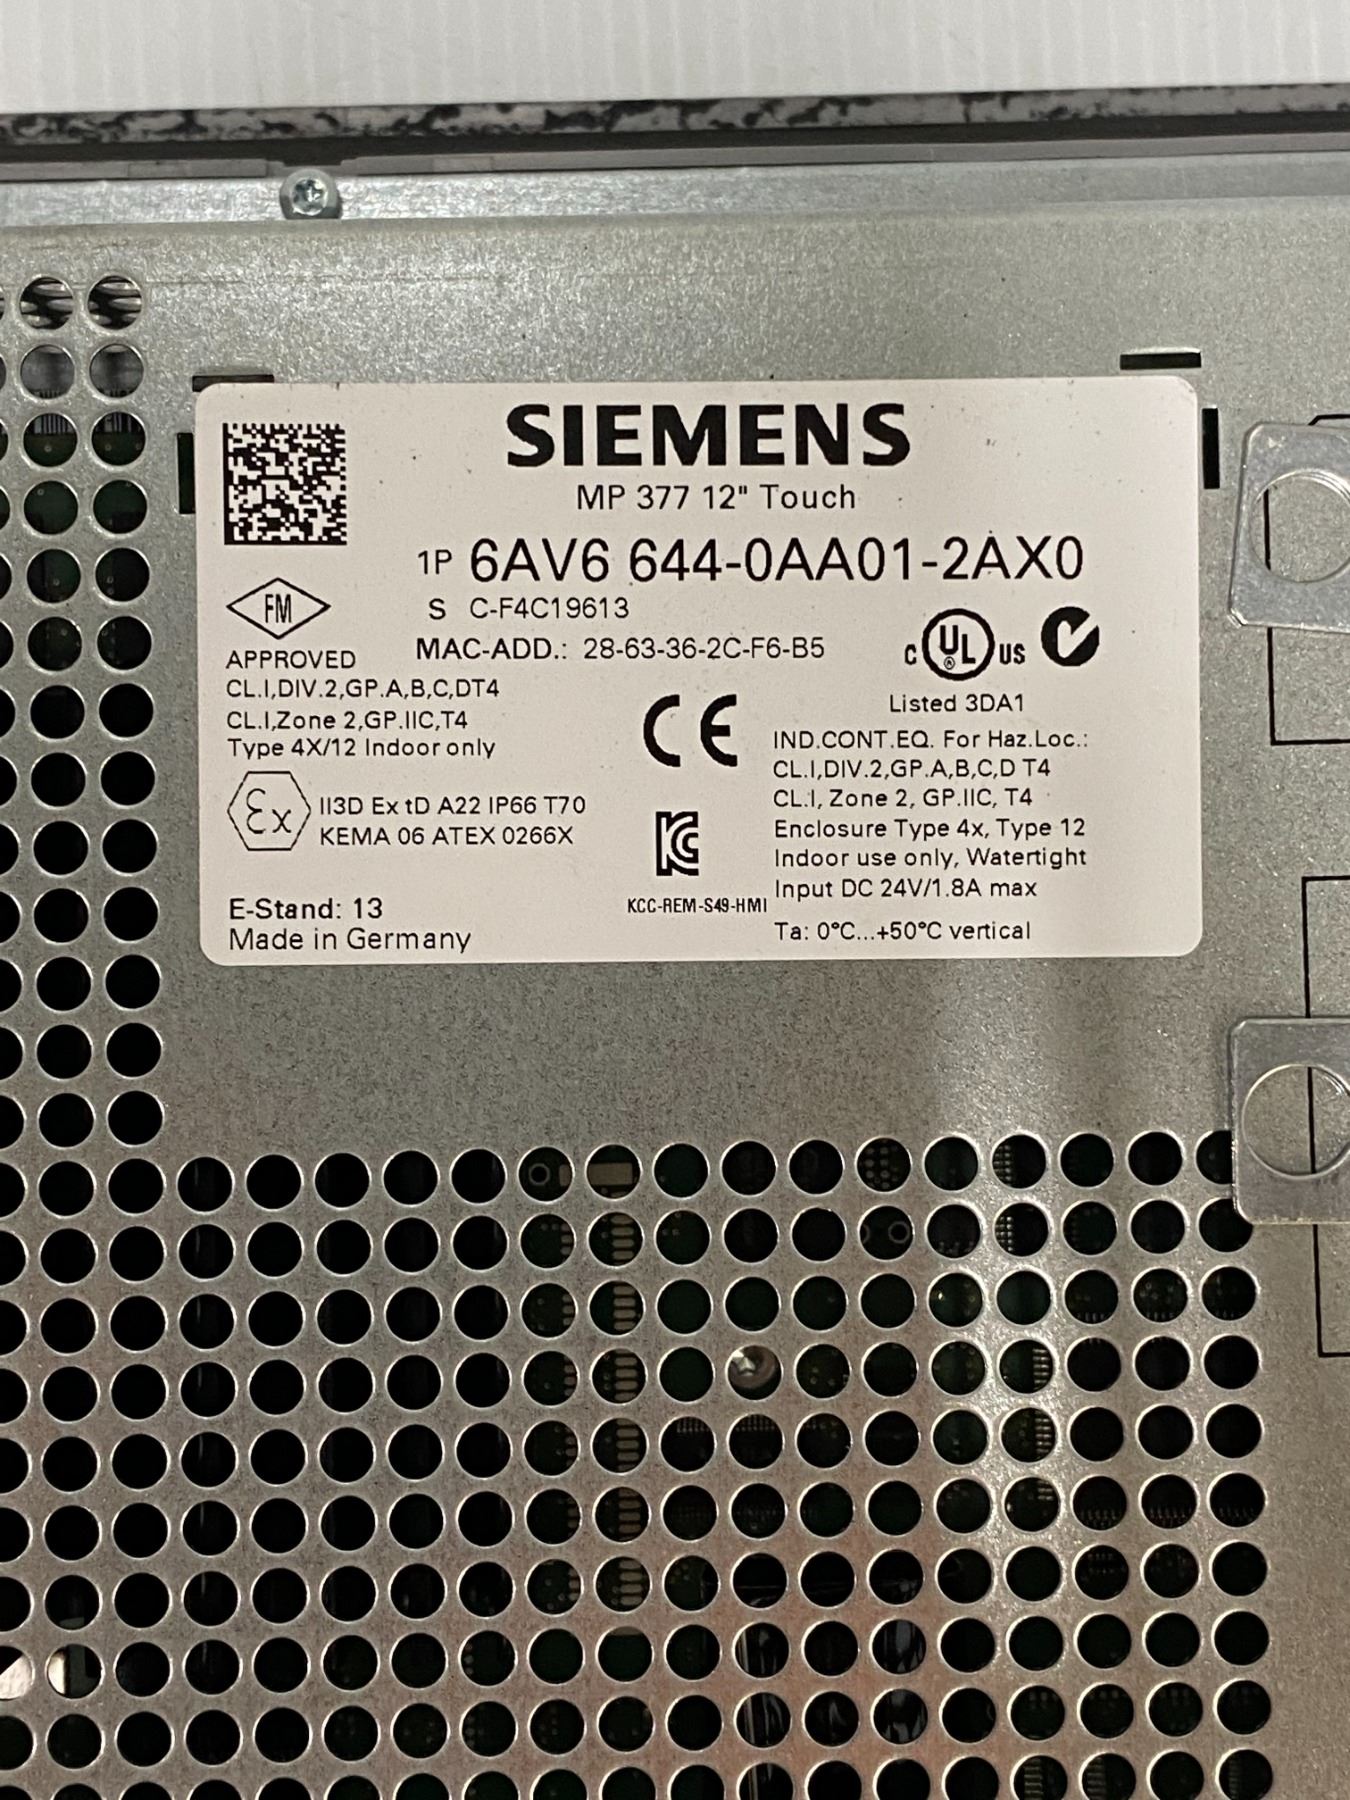 SIEMENS
MP 377 12" Touch
1P 6AV6 644-0AA01-2AX0
S C-F4C19613
MAC-ADD.: 28-63-36-2C-F6-B5
FM
APPROVED
CL.I,DIV.2,GP.A,B,C,DT4
CL.I,Zone 2,GP.IIC,T4
Type 4X/12 Indoor only
Ex II3D Ex tD A22 IP66 T70
KEMA 06 ATEX 0266X
E-Stand: 13
Made in Germany
CE
KC
KCC-REM-S49-HMI
C UL ® US
Listed 3DA1
IND.CONT.EQ. For Haz.Loc.:
CL.I,DIV.2,GP.A,B,C,D T4
CL.I, Zone 2, GP.IIC, T4
Enclosure Type 4x, Type 12
Indoor use only, Watertight
Input DC 24V/1.8A max
Ta: 0°C...+50°C vertical